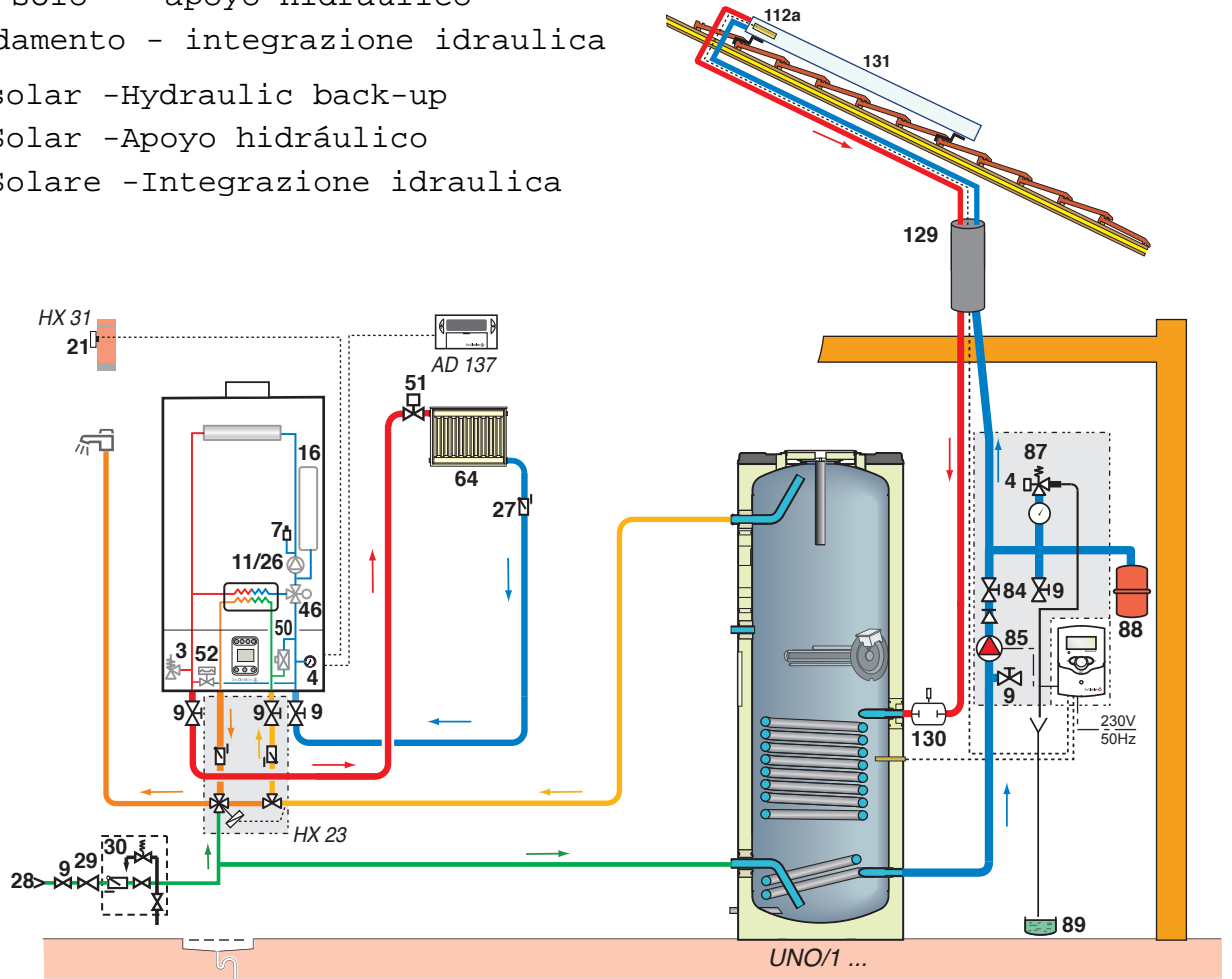 solo - apoyo hidráulico
damento - integrazione idraulica
solar -Hydraulic back-up
Solar -Apoyo hidráulico
Solare -Integrazione idraulica
112a
131
129
HX 31
21
AD 137
51
16
64
27
7
11/26
46
50
3
52
4
9
9
9
HX 23
28
9
29
30
87
4
84
9
88
85
9
130
230V
50Hz
89
UNO/1 ...